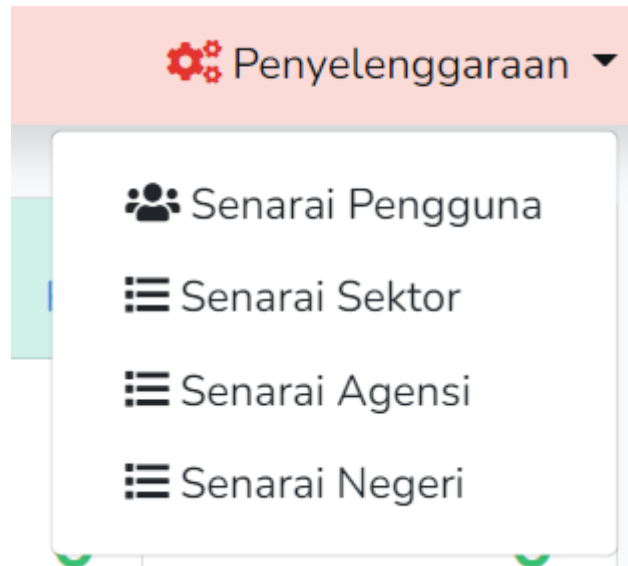 Penyelenggaraan
Senarai Pengguna
Senarai Sektor
Senarai Agensi
Senarai Negeri